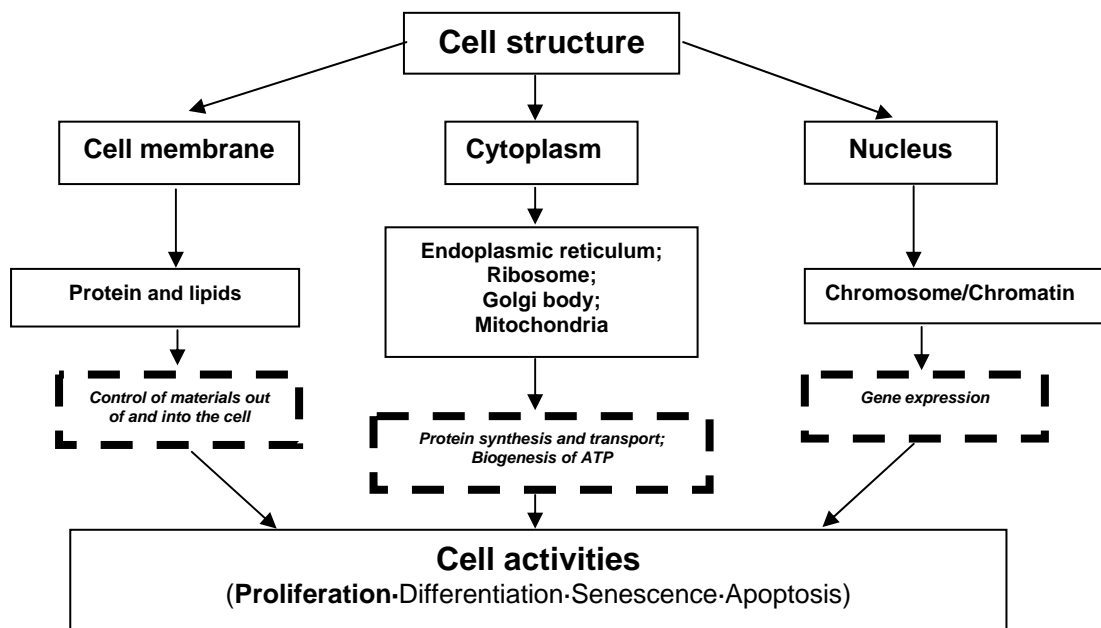 Cell structure
Cell membrane
Cytoplasm
Nucleus
Protein and lipids
Endoplasmic reticulum;
Ribosome;
Golgi body;
Mitochondria
Chromosome/Chromatin
Control of materials out
of and into the cell
Protein synthesis and transport;
Biogenesis of ATP
Gene expression
Cell activities
(Proliferation·Differentiation·Senescence·Apoptosis)